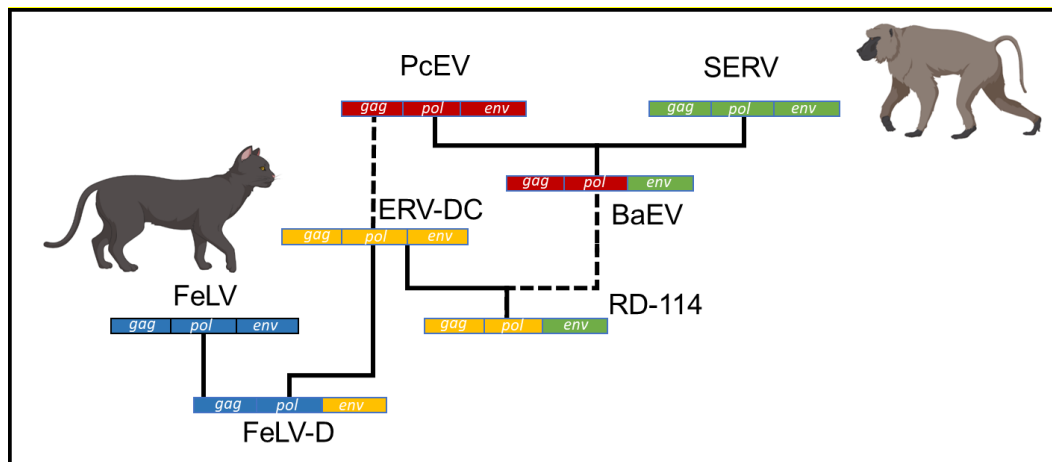 PcEV
SERV
gag pol env
gag pol env
gag pol env
BaEV
ERV-DC
gag pol env
FeLV
RD-114
gag pol env
gag pol env
gag pol env
FeLV-D